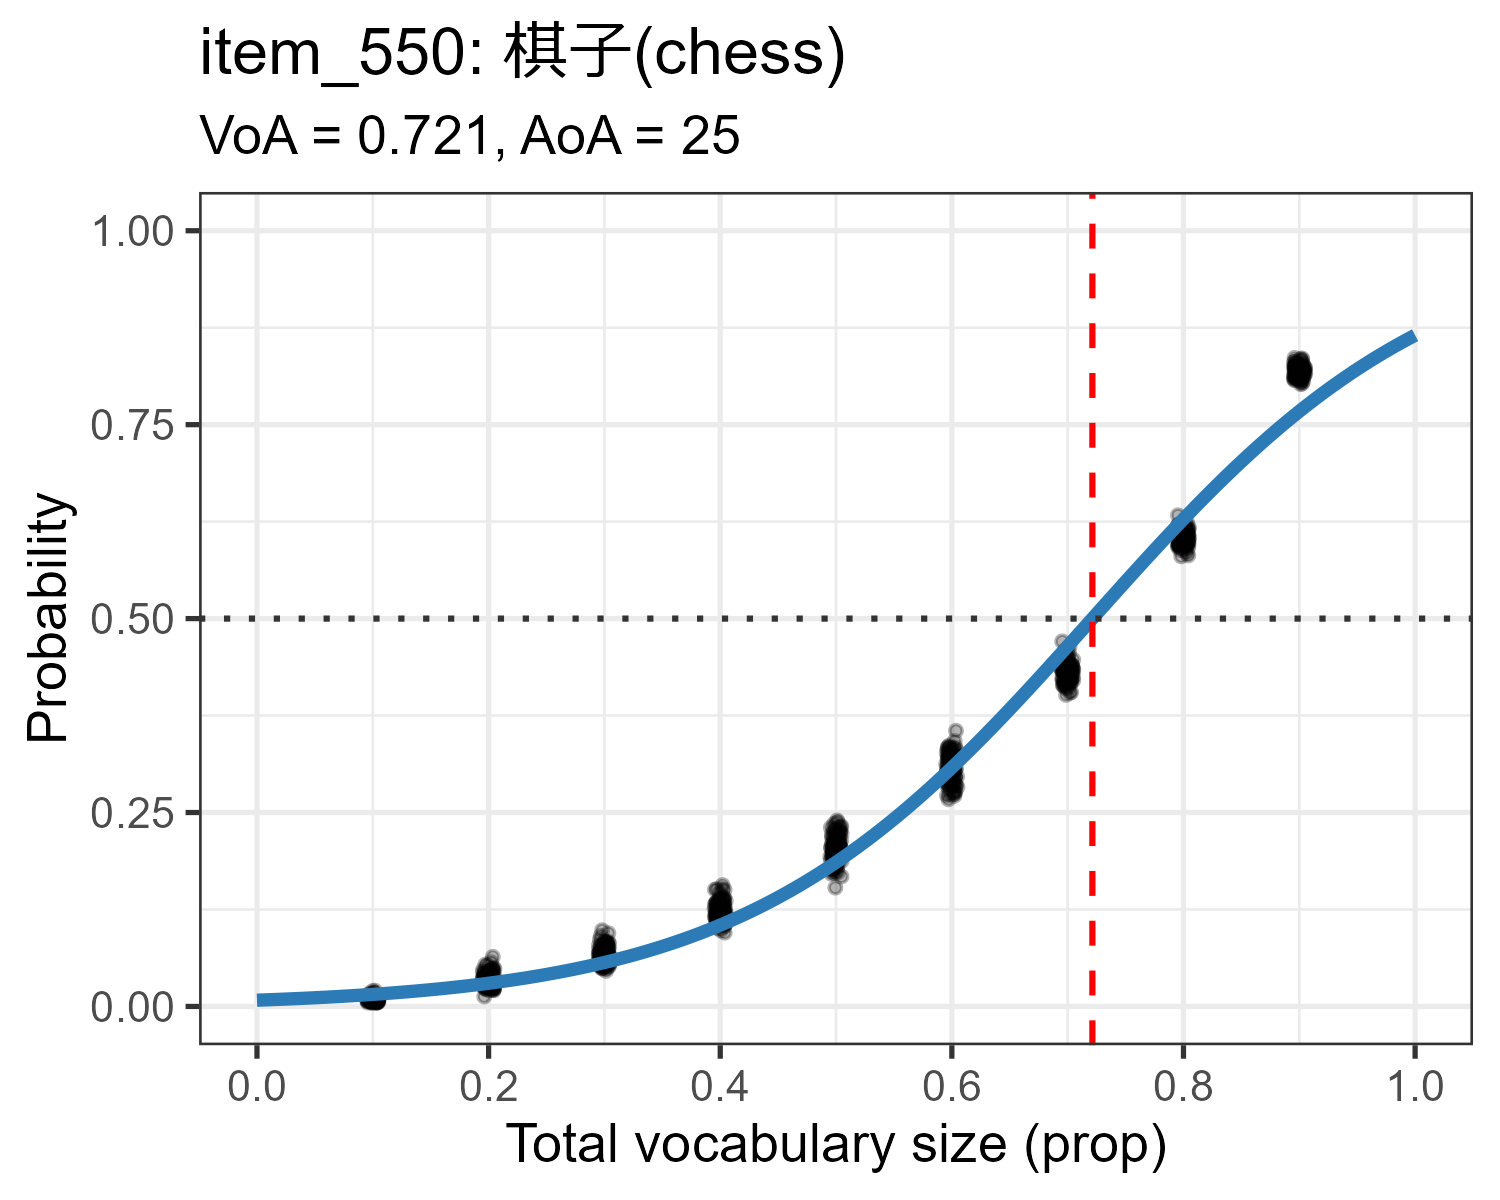 item_550: 棋子(chess)
VoA = 0.721, AoA = 25
1.00
0.75
0.50
0.25
0.00
Probability
0.0 0.2 0.4 0.6 0.8 1.0
Total vocabulary size (prop)